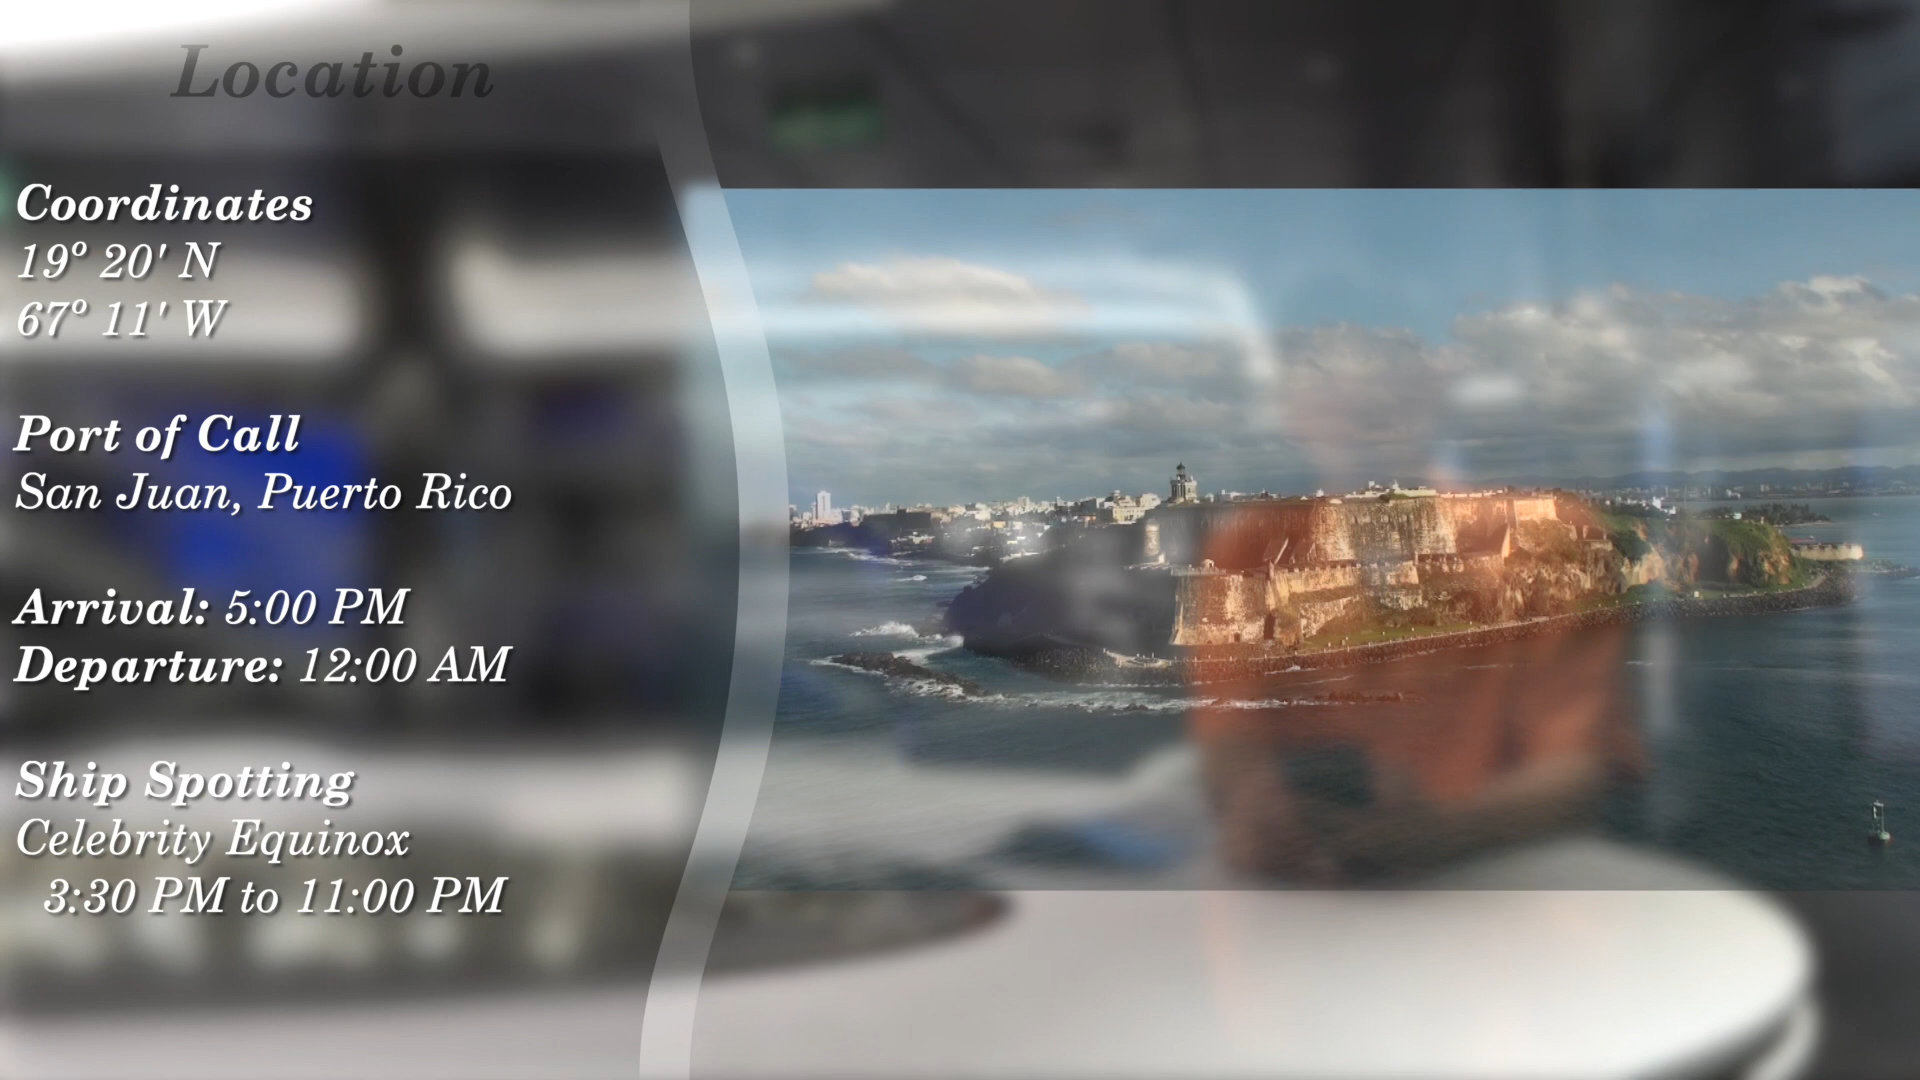 Location
Coordinates
19° 20' N
67° 11' W
Port of Call
San Juan, Puerto Rico
Arrival: 5:00 PM
Departure: 12:00 AM
Ship Spotting
Celebrity Equinox
3:30 PM to 11:00 PM